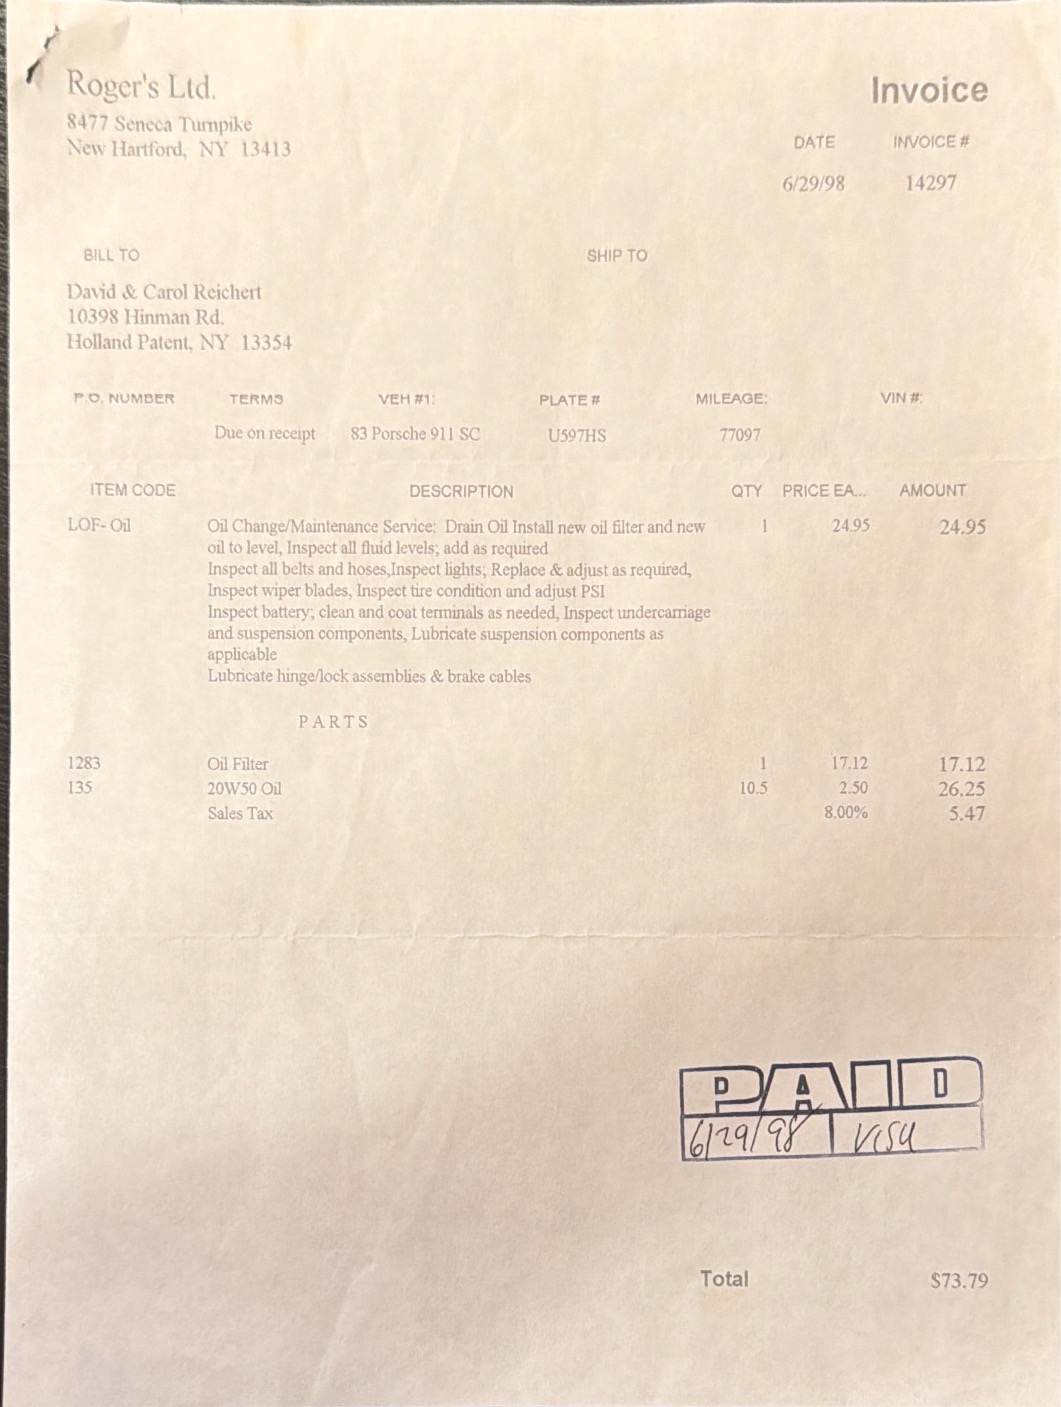 Roger's Ltd.
Invoice
8477 Seneca Turnpike
New Hartford, NY 13413
DATE INVOICE #
6/29/98 14297
BILL TO SHIP TO
David & Carol Reichert
10398 Hinman Rd.
Holland Patent, NY 13354
P.O. NUMBER TERMS VEH #1: PLATE # MILEAGE: VIN #:
Due on receipt 83 Porsche 911 SC U597HS 77097
ITEM CODE DESCRIPTION QTY PRICE EA... AMOUNT
LOF- Oil Oil Change/Maintenance Service: Drain Oil Install new oil filter and new 1 24.95 24.95
oil to level, Inspect all fluid levels; add as required
Inspect all belts and hoses,Inspect lights; Replace & adjust as required,
Inspect wiper blades, Inspect tire condition and adjust PSI
Inspect battery; clean and coat terminals as needed, Inspect undercarriage
and suspension components, Lubricate suspension components as
applicable
Lubricate hinge/lock assemblies & brake cables
PARTS
1283 Oil Filter 1 17.12 17.12
135 20W50 Oil 10.5 2.50 26.25
Sales Tax 8.00% 5.47
PAID
6/29/98 VISA
Total $73.79